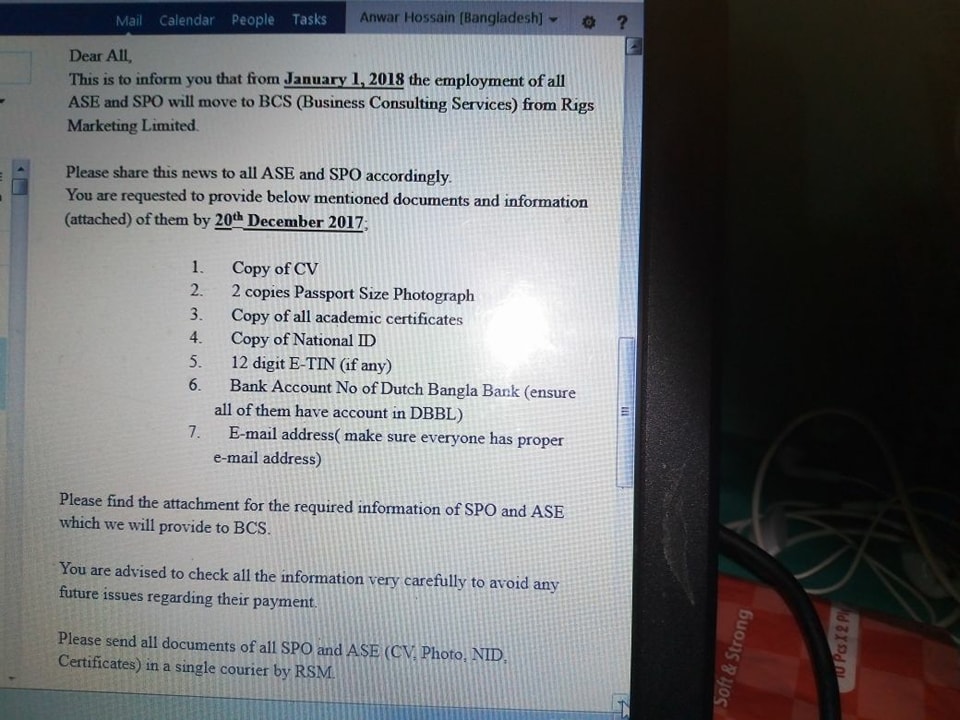 Mail Calendar People Tasks Anwar Hossain [Bangladesh] ?
Dear All,
This is to inform you that from January 1, 2018 the employment of all
ASE and SPO will move to BCS (Business Consulting Services) from Rigs
Marketing Limited.
Please share this news to all ASE and SPO accordingly.
You are requested to provide below mentioned documents and information
(attached) of them by 20th December 2017;
1. Copy of CV
2. 2 copies Passport Size Photograph
3. Copy of all academic certificates
4. Copy of National ID
5. 12 digit E-TIN (if any)
6. Bank Account No of Dutch Bangla Bank (ensure
all of them have account in DBBL)
7. E-mail address( make sure everyone has proper
e-mail address)
Please find the attachment for the required information of SPO and ASE
which we will provide to BCS.
You are advised to check all the information very carefully to avoid any
future issues regarding their payment.
Please send all documents of all SPO and ASE (CV, Photo, NID,
Certificates) in a single courier by RSM.
Soft & Strong